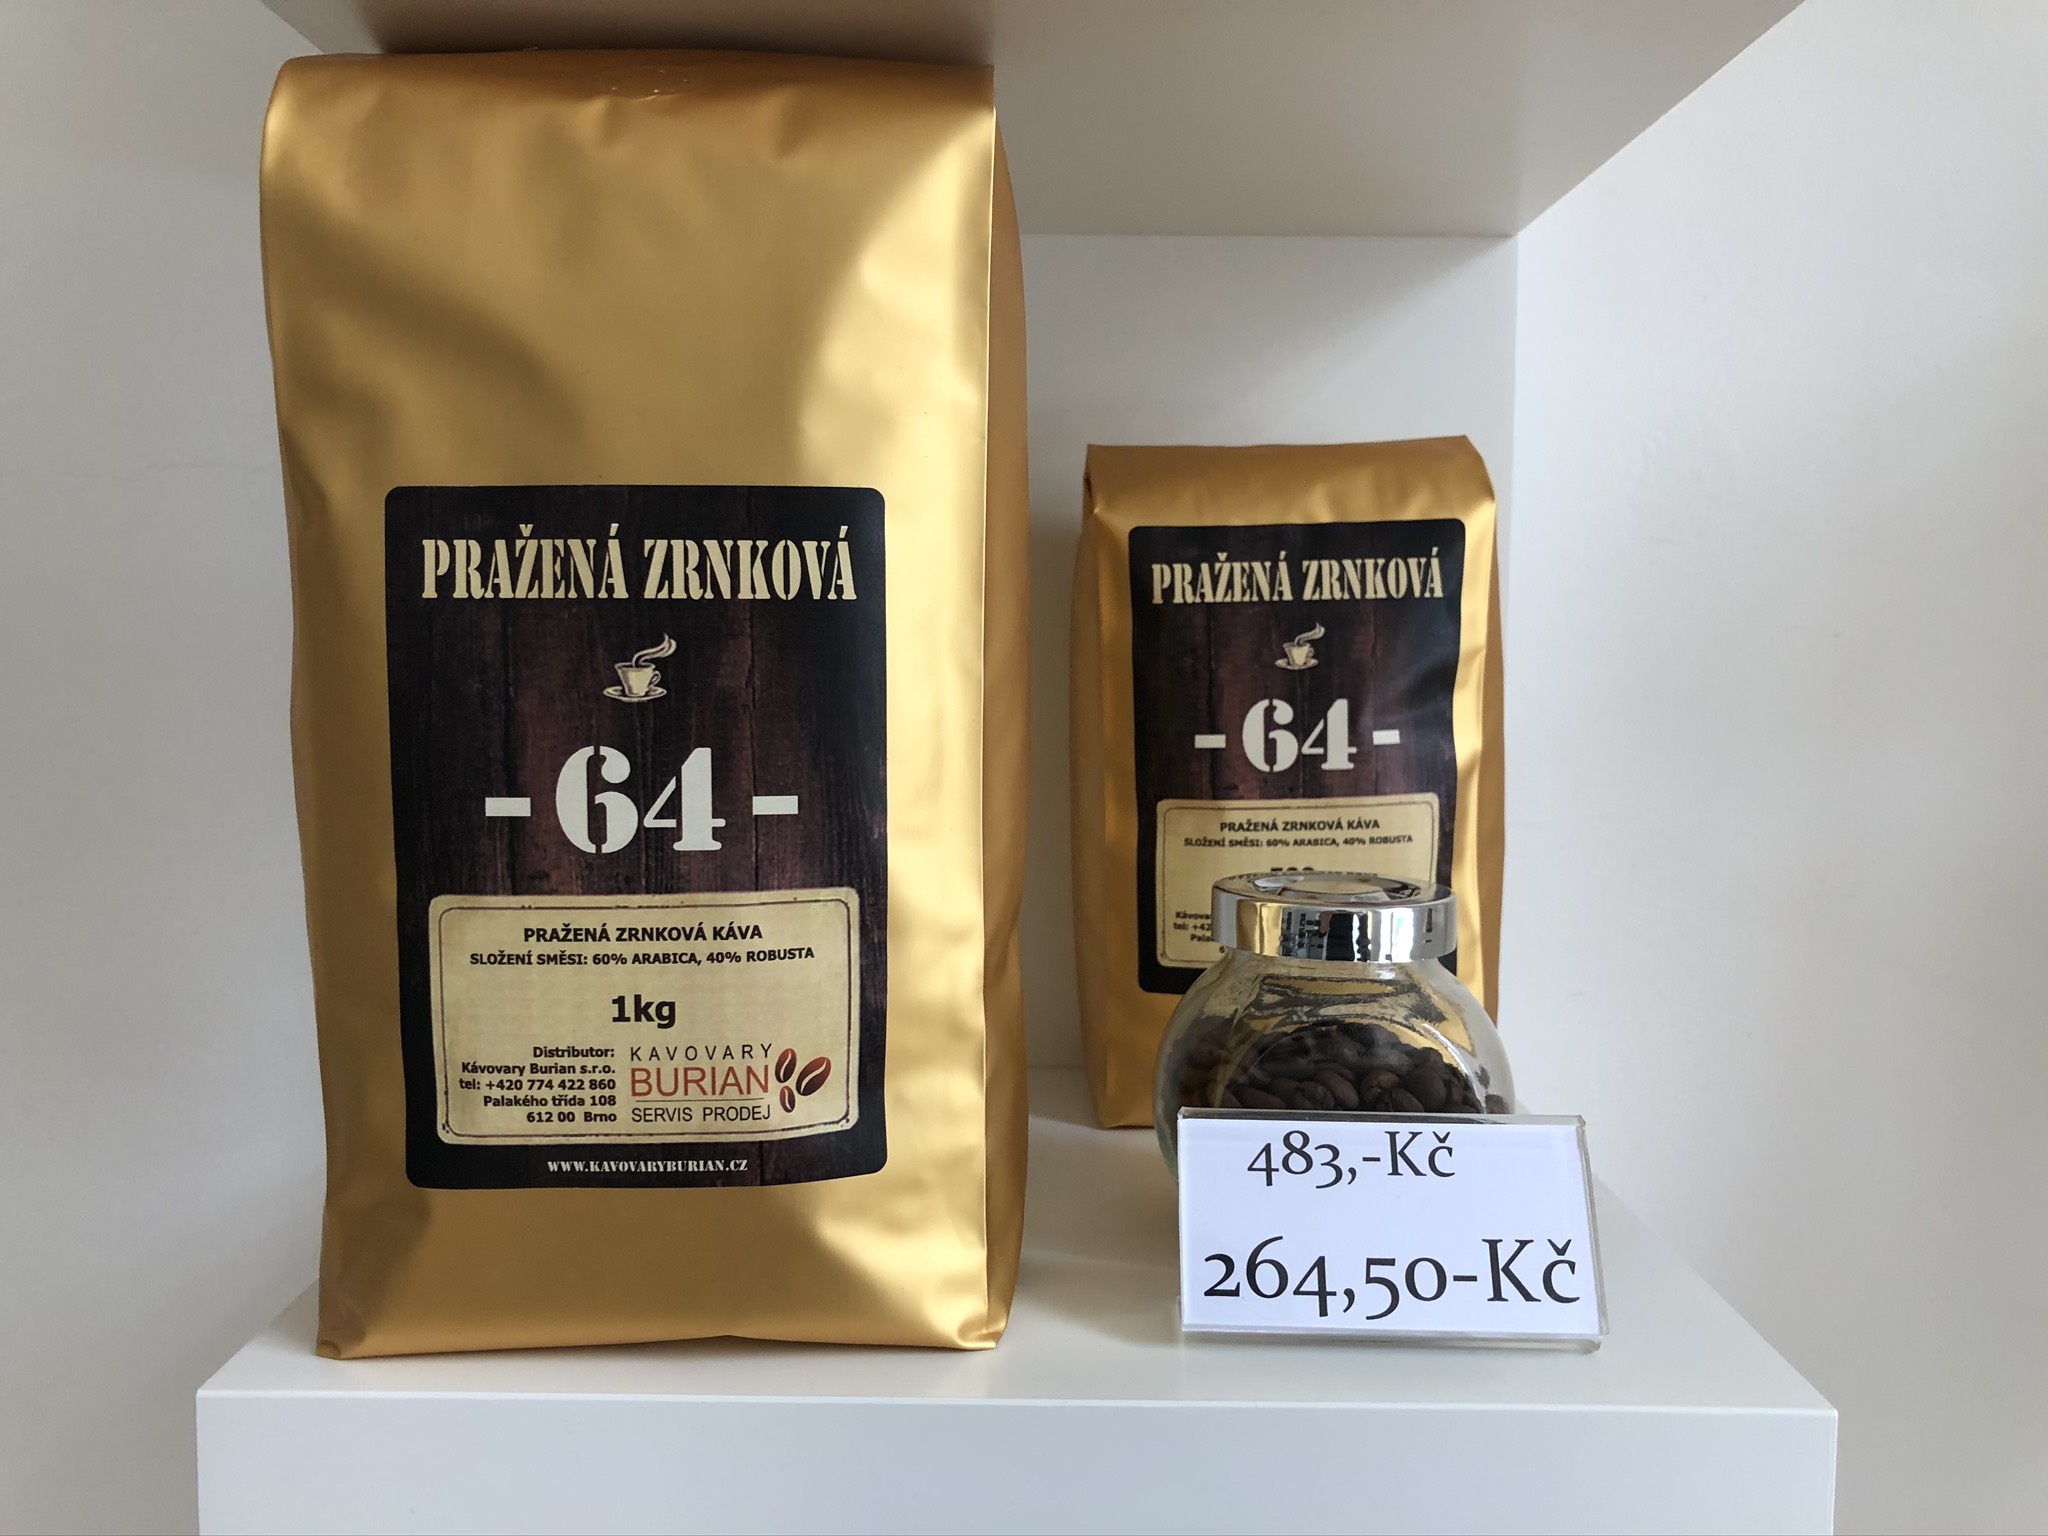 PRAŽENÁ ZRNKOVÁ
- 64 -
PRAŽENÁ ZRNKOVÁ KÁVA
SLOŽENÍ SMĚSI: 60% ARABICA, 40% ROBUSTA
1kg
Distributor:
Kávovary Burian s.r.o.
tel: +420 774 422 860
Palakého třída 108
612 00 Brno
KAVOVARY
BURIAN
SERVIS PRODEJ
WWW.KAVOVARYBURIAN.CZ
PRAŽENÁ ZRNKOVÁ
- 64 -
PRAŽENÁ ZRNKOVÁ KÁVA
SLOŽENÍ SMĚSI: 60% ARABICA, 40% ROBUSTA
483,-Kč
264,50-Kč